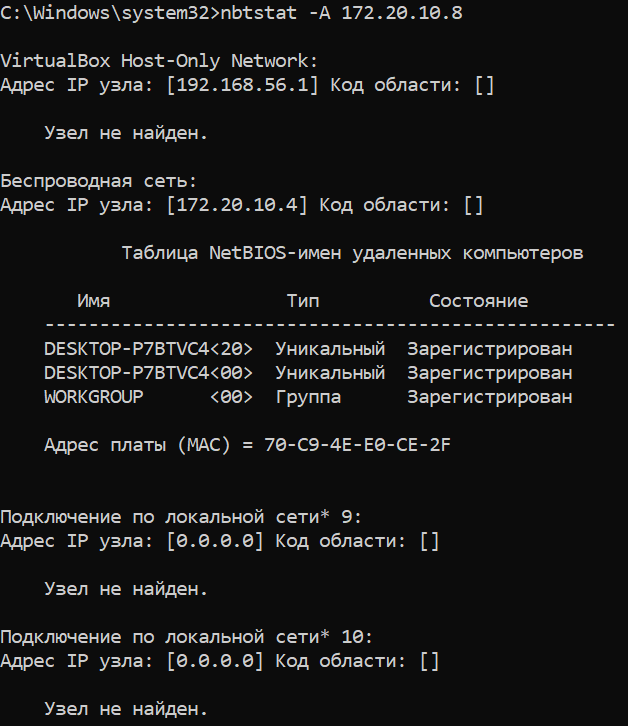 C:\Windows\system32>nbtstat -A 172.20.10.8
VirtualBox Host-Only Network:
Адрес IP узла: [192.168.56.1] Код области: []
Узел не найден.
Беспроводная сеть:
Адрес IP узла: [172.20.10.4] Код области: []
Таблица NetBIOS-имен удаленных компьютеров
Имя Тип Состояние
----------------------------------------------------
DESKTOP-P7BTVC4<20> Уникальный Зарегистрирован
DESKTOP-P7BTVC4<00> Уникальный Зарегистрирован
WORKGROUP <00> Группа Зарегистрирован
Адрес платы (MAC) = 70-C9-4E-E0-CE-2F
Подключение по локальной сети* 9:
Адрес IP узла: [0.0.0.0] Код области: []
Узел не найден.
Подключение по локальной сети* 10:
Адрес IP узла: [0.0.0.0] Код области: []
Узел не найден.